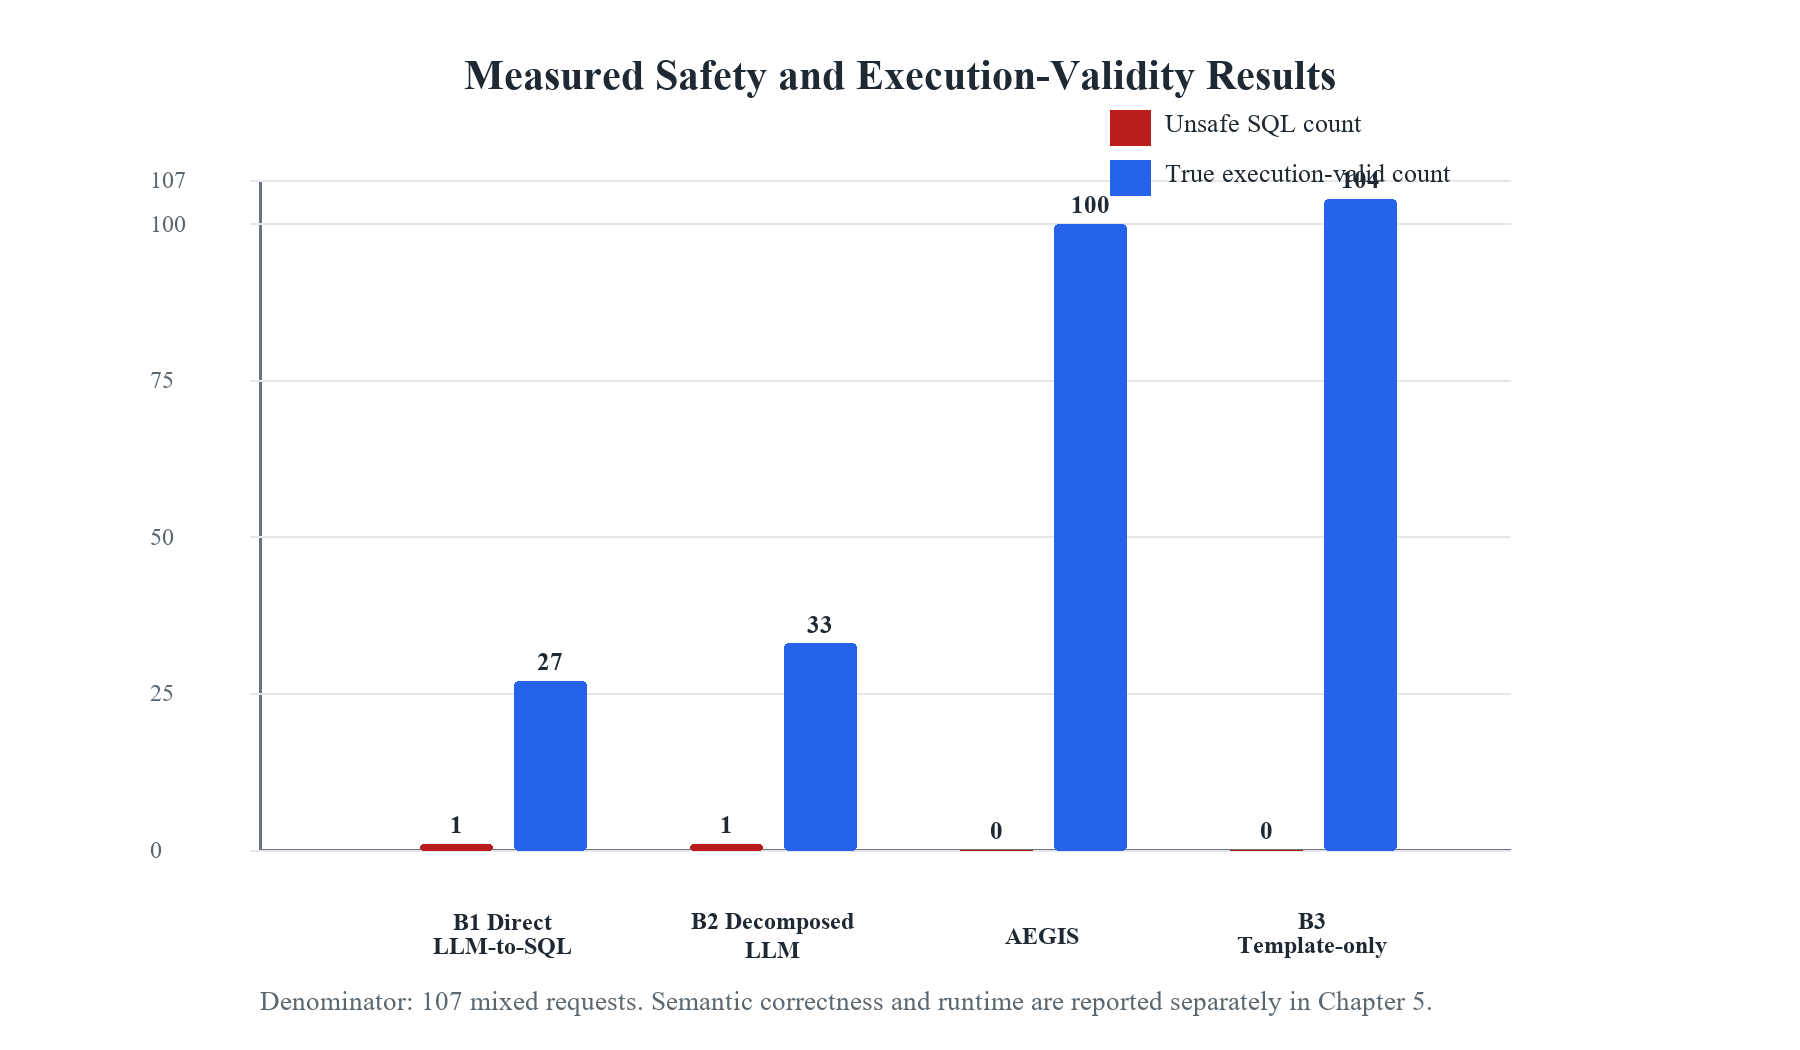 Measured Safety and Execution-Validity Results
Unsafe SQL count
True execution-valid count
107
100
75
50
25
0
1
27
1
33
0
100
0
104
B1 Direct
LLM-to-SQL
B2 Decomposed
LLM
AEGIS
B3
Template-only
Denominator: 107 mixed requests. Semantic correctness and runtime are reported separately in Chapter 5.